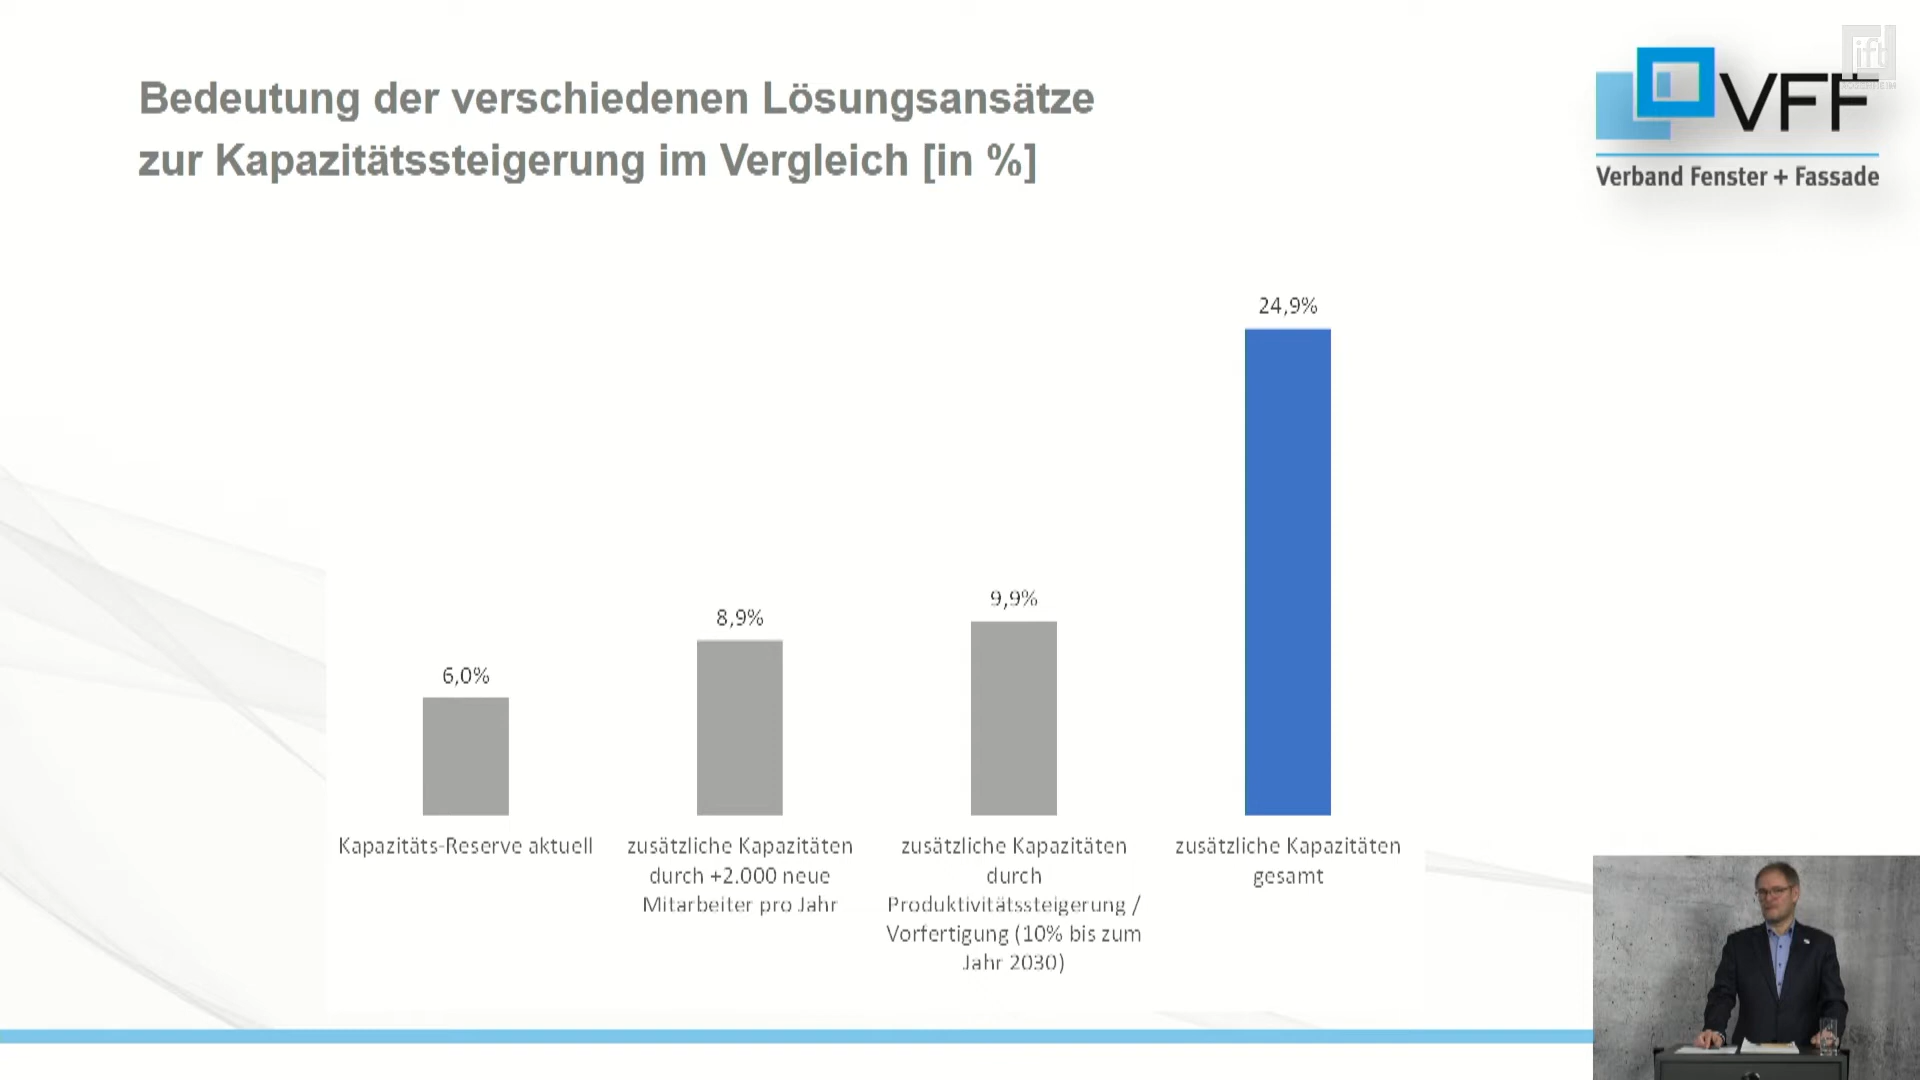 Bedeutung der verschiedenen Lösungsansätze
zur Kapazitätssteigerung im Vergleich [in %]
ift
VFF
Verband Fenster + Fassade
24,9%
9,9%
8,9%
6,0%
Kapazitäts-Reserve aktuell
zusätzliche Kapazitäten
durch +2.000 neue
Mitarbeiter pro Jahr
zusätzliche Kapazitäten
durch
Produktivitätssteigerung /
Vorfertigung (10% bis zum
Jahr 2030)
zusätzliche Kapazitäten
gesamt